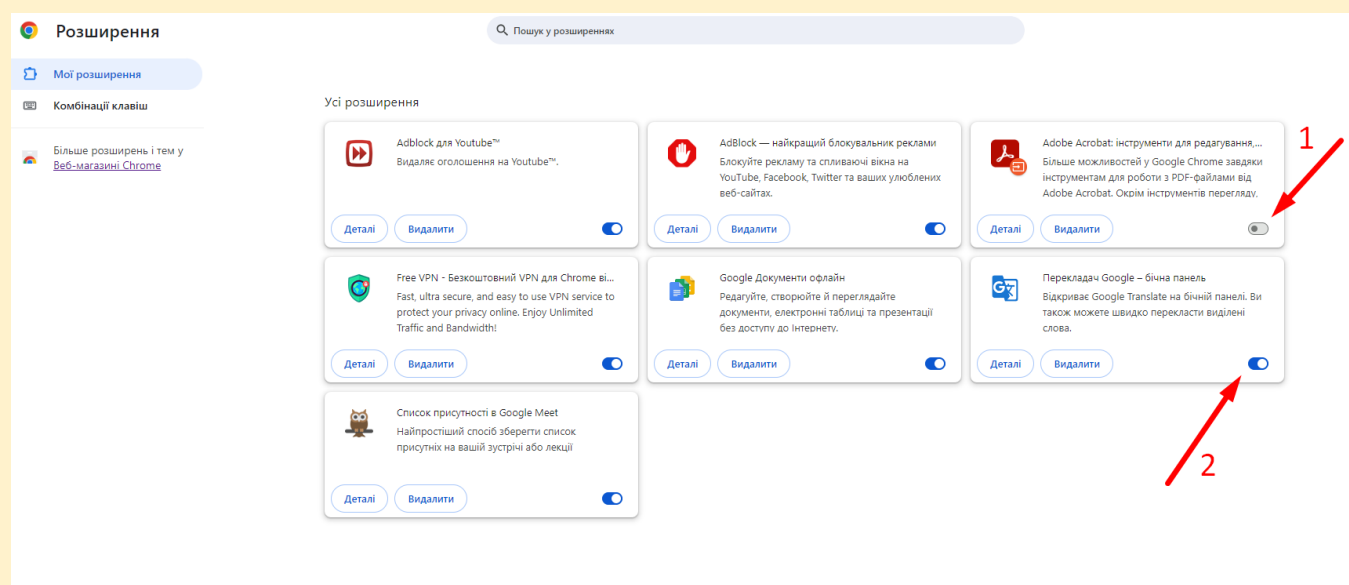 Розширення
Пошук у розширеннях
Мої розширення
Комбінації клавіш
Більше розширень і тем у
Веб-магазині Chrome
Усі розширення
Adblock для Youtube™
Видаляє оголошення на Youtube™.
Деталі
Видалити
AdBlock — найкращий блокувальник реклами
Блокуйте рекламу та спливаючі вікна на
YouTube, Facebook, Twitter та ваших улюблених
веб-сайтах.
Деталі
Видалити
Adobe Acrobat: інструменти для редагування,...
Більше можливостей у Google Chrome завдяки
інструментам для роботи з PDF-файлами від
Adobe Acrobat. Окрім інструментів перегляду,
Деталі
Видалити
1
Free VPN - Безкоштовний VPN для Chrome ві...
Fast, ultra secure, and easy to use VPN service to
protect your privacy online. Enjoy Unlimited
Traffic and Bandwidth!
Деталі
Видалити
Google Документи офлайн
Редагуйте, створюйте й переглядайте
документи, електронні таблиці та презентації
без доступу до Інтернету.
Деталі
Видалити
Перекладач Google – бічна панель
Відкриває Google Translate на бічній панелі. Ви
також можете швидко перекласти виділені
слова.
Деталі
Видалити
2
Список присутності в Google Meet
Найпростіший спосіб зберегти список
присутніх на вашій зустрічі або лекції
Деталі
Видалити